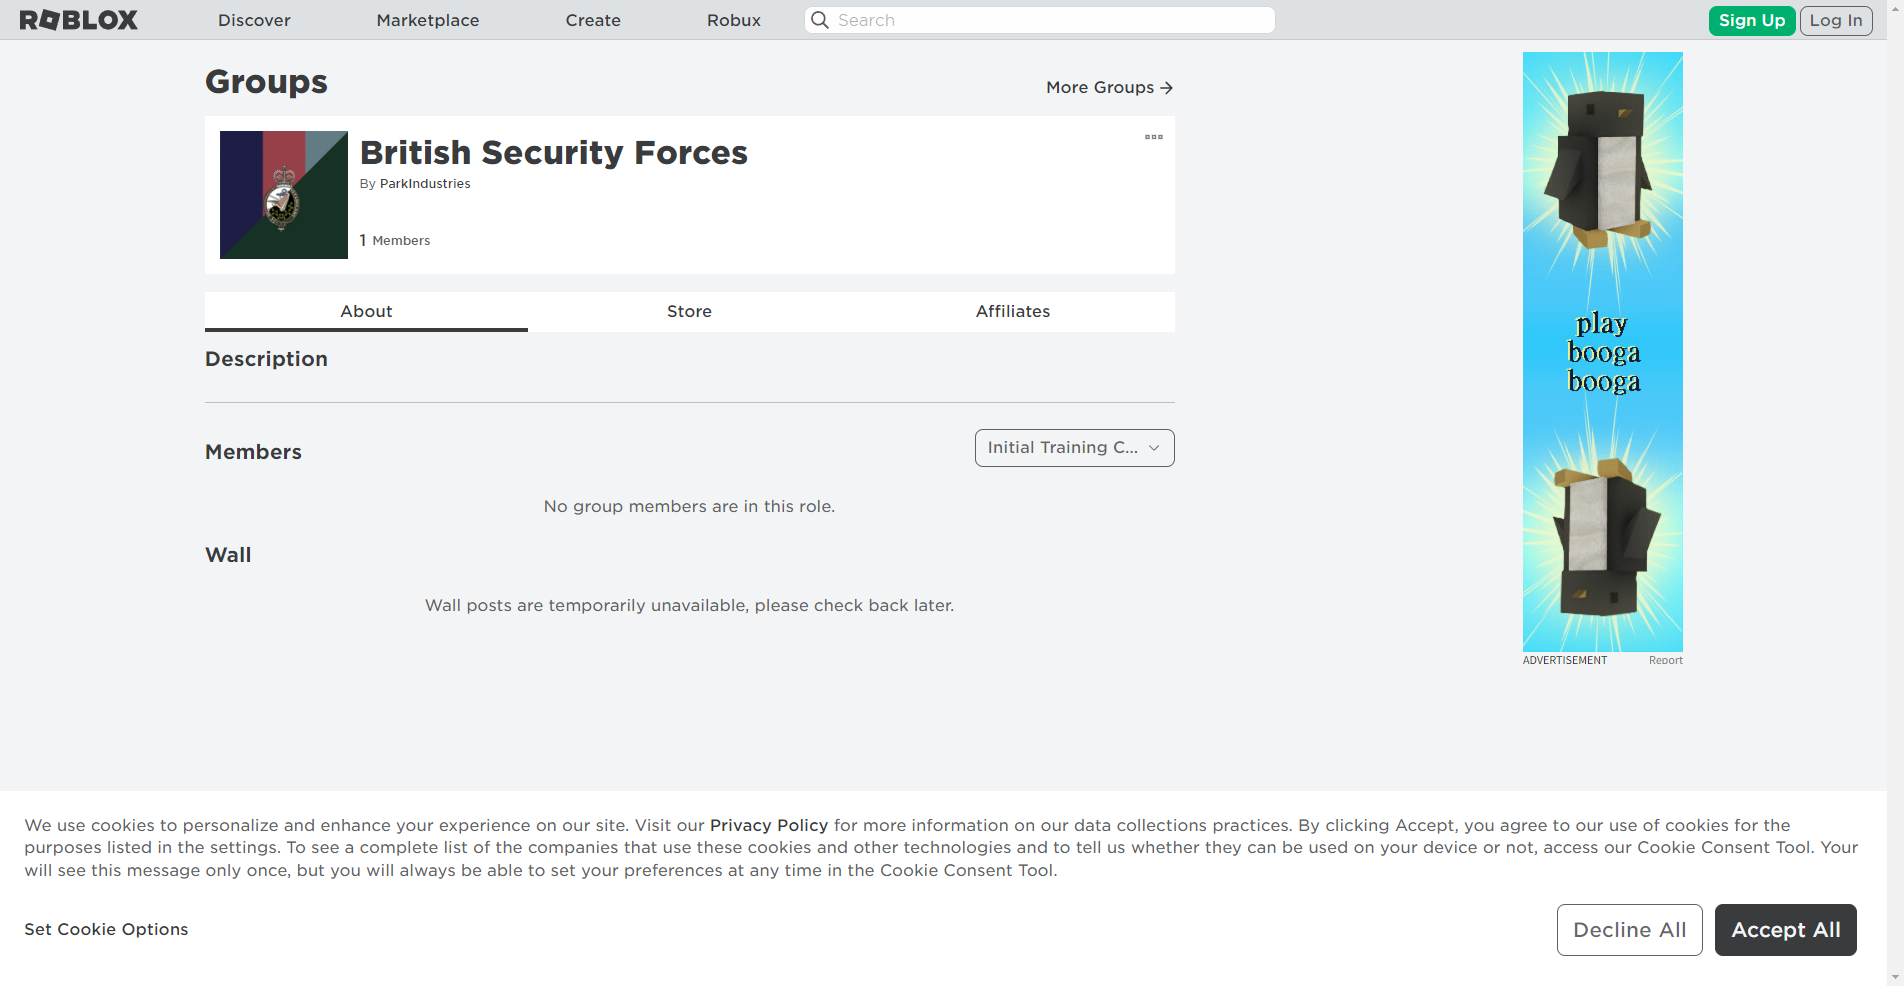 ROBLOX
Discover
Marketplace
Create
Robux
Search
Sign Up
Log In
Groups
More Groups →
British Security Forces
By ParkIndustries
1 Members
About
Store
Affiliates
Description
Members
Initial Training C...
No group members are in this role.
Wall
Wall posts are temporarily unavailable, please check back later.
play
booga
booga
ADVERTISEMENT
Report
We use cookies to personalize and enhance your experience on our site. Visit our Privacy Policy for more information on our data collections practices. By clicking Accept, you agree to our use of cookies for the
purposes listed in the settings. To see a complete list of the companies that use these cookies and other technologies and to tell us whether they can be used on your device or not, access our Cookie Consent Tool. Your
will see this message only once, but you will always be able to set your preferences at any time in the Cookie Consent Tool.
Set Cookie Options
Decline All
Accept All